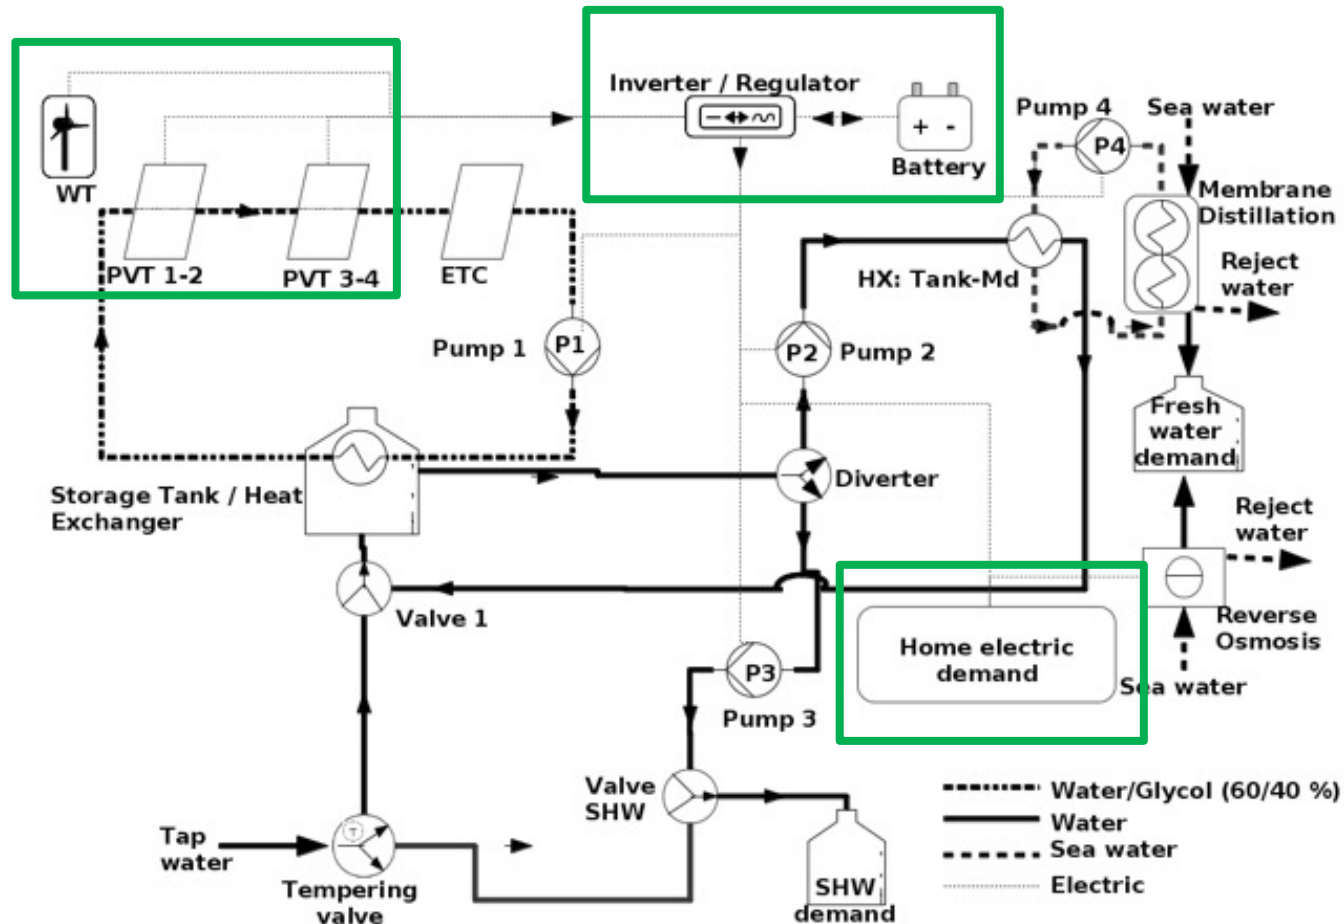 Inverter / Regulator
Pump 4
Sea water
P4
+ -
Battery
WT
Membrane
Distillation
PVT 1-2
PVT 3-4
ETC
HX: Tank-Md
Reject
water
Pump 1
P1
P2
Pump 2
Fresh
water
demand
Storage Tank / Heat
Exchanger
Diverter
Reject
water
Valve 1
Reverse
Osmosis
Home electric
demand
Sea water
P3
Pump 3
Valve
SHW
Water/Glycol (60/40 %)
Water
Sea water
Electric
Tap
water
T
Tempering
valve
SHW
demand